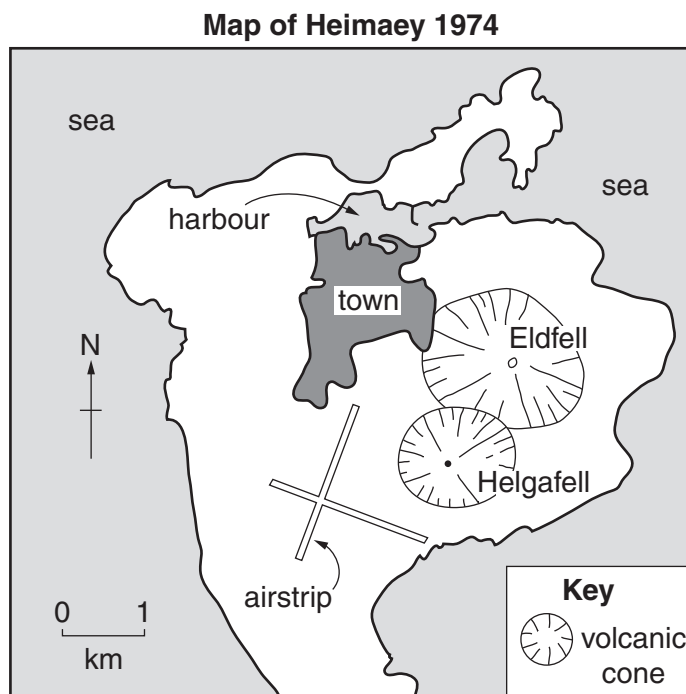 Map of Heimaey 1974
sea
sea
harbour
town
Eldfell
N
Helgafell
airstrip
0 1
km
Key
volcanic
cone